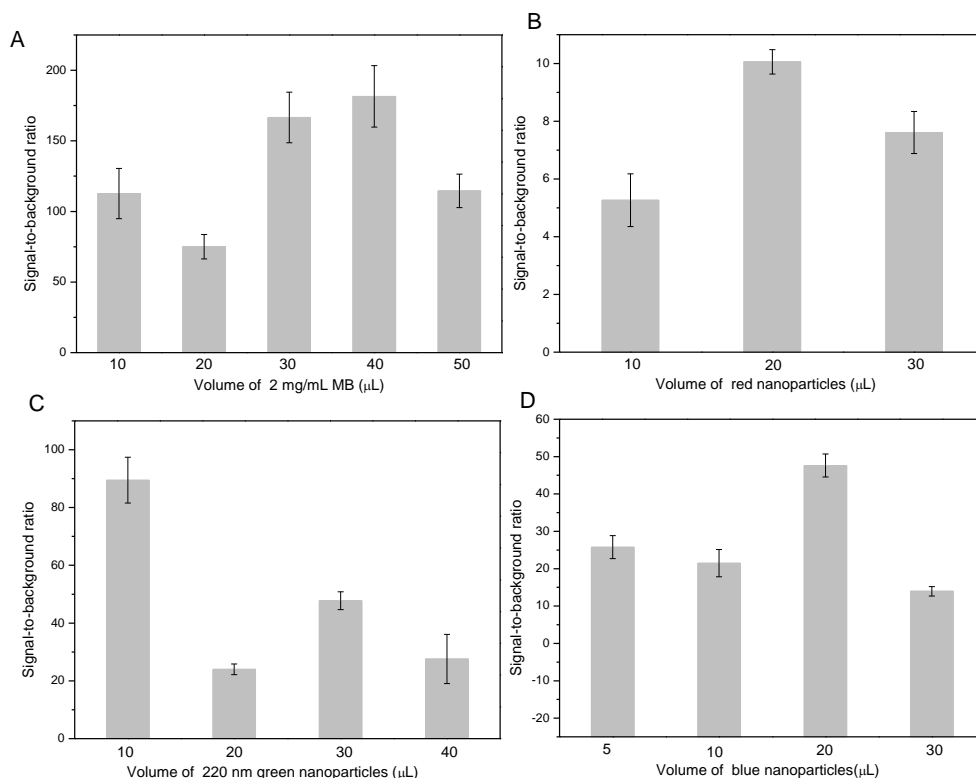 A
Signal-to-background ratio
200
150
100
50
0
10 20 30 40 50
Volume of 2 mg/mL MB (μL)
B
Signal-to-background ratio
10
8
6
4
2
0
10 20 30
Volume of red nanoparticles (μL)
C
Signal-to-background ratio
100
80
60
40
20
0
10 20 30 40
Volume of 220 nm green nanoparticles (μL)
D
Signal-to-background ratio
60
50
40
30
20
10
0
-10
-20
5 10 20 30
Volume of blue nanoparticles(μL)